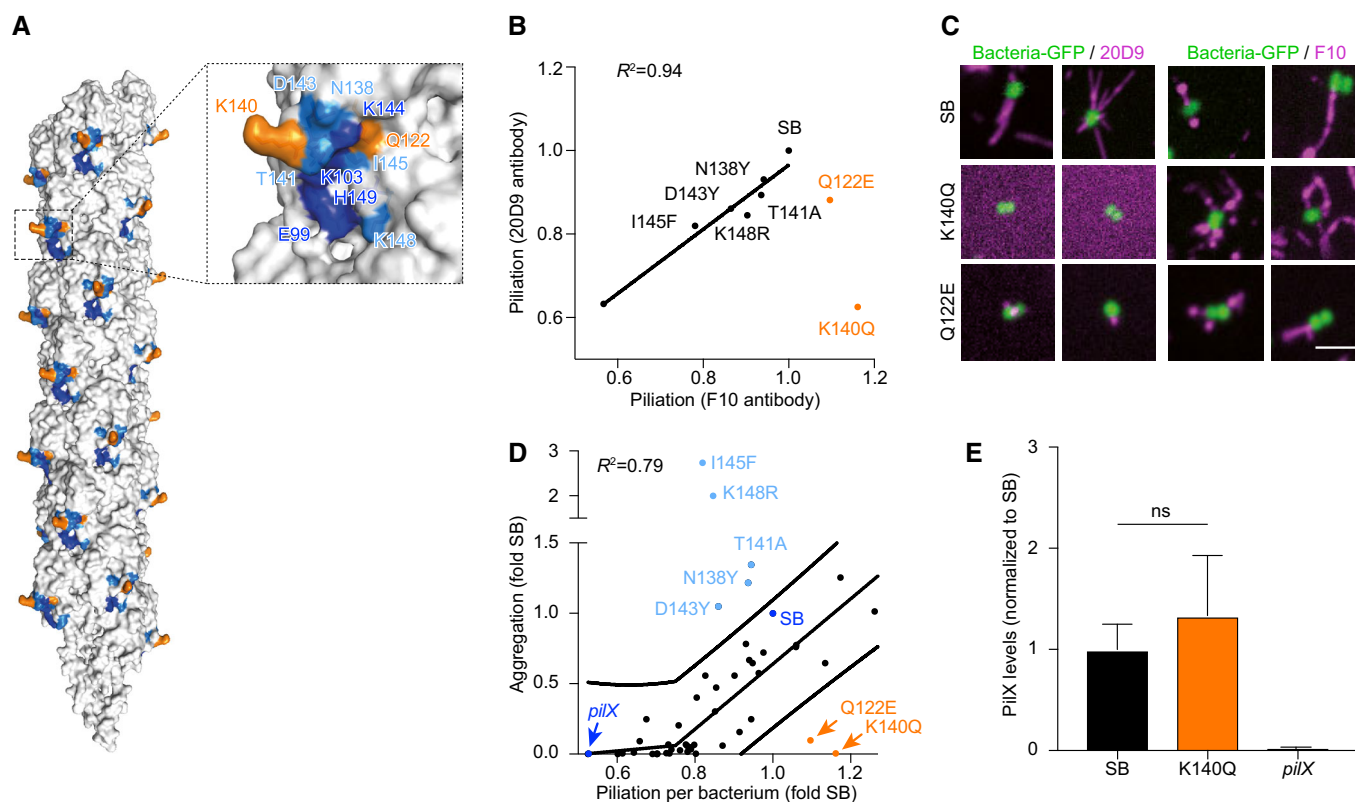 A
D143
N138
K144
K140
Q122
I145
T141
K103
H149
E99
K148
B
1.2
1.0
0.8
0.6
0.6
0.8
1.0
1.2
R²=0.94
SB
N138Y
Q122E
D143Y
T141A
I145F
K148R
K140Q
Piliation (20D9 antibody)
Piliation (F10 antibody)
C
Bacteria-GFP / 20D9
Bacteria-GFP / F10
SB
K140Q
Q122E
D
3
2
1.5
1.0
0.5
0.0
0.6
0.8
1.0
1.2
R²=0.79
I145F
K148R
T141A
N138Y
D143Y
SB
pilX
Q122E
K140Q
Aggregation (fold SB)
Piliation per bacterium (fold SB)
E
3
2
1
0
ns
SB
K140Q
pilX
PilX levels (normalized to SB)